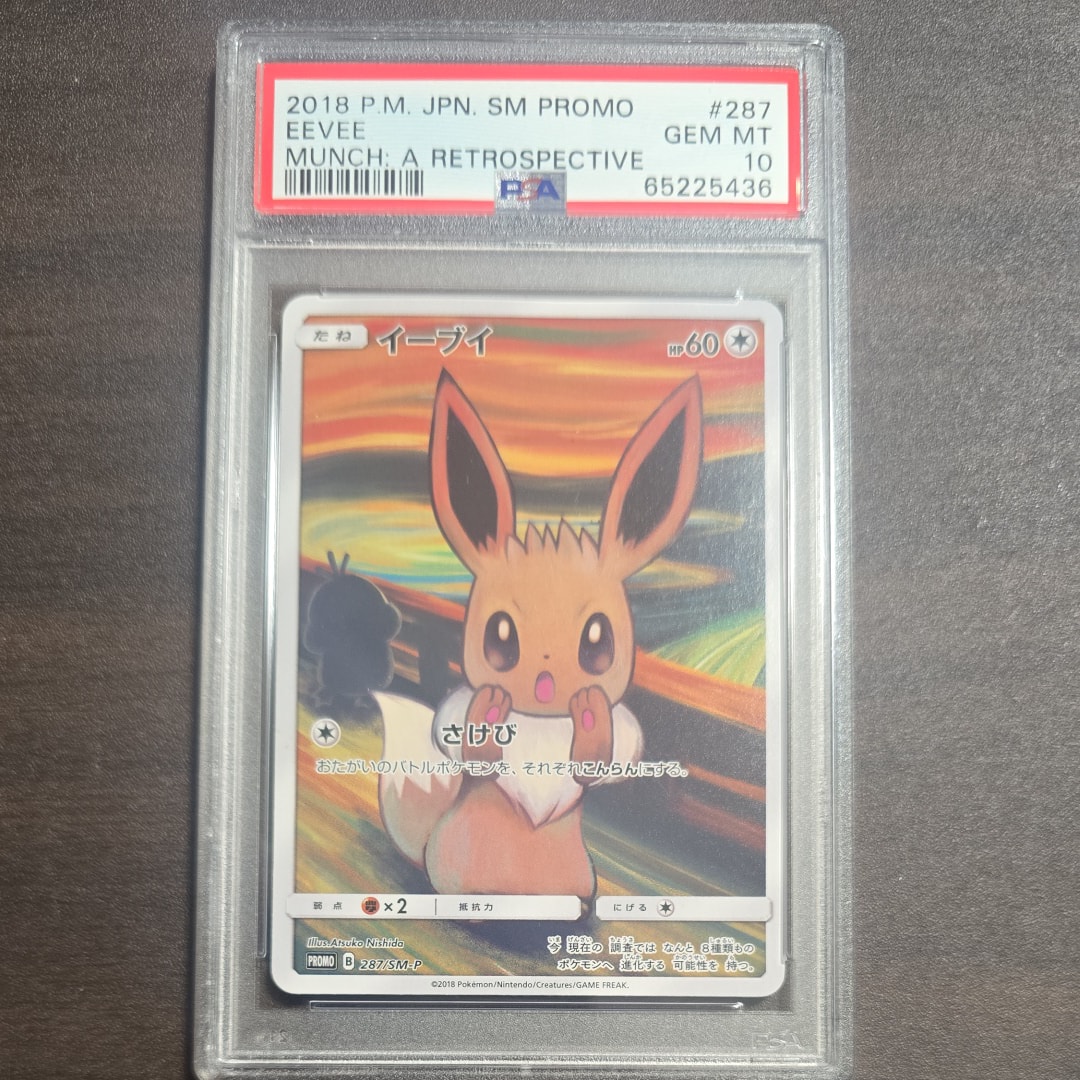 2018 P.M. JPN. SM PROMO #287
EEVEE GEM MT
MUNCH: A RETROSPECTIVE 10
PSA 65225436
たね イーブイ HP60
さけび
おたがいのバトルポケモンを、それぞれこんらんにする。
弱点 ×2 抵抗力 にげる
Illus.Atsuko Nishida
PROMO B 287/SM-P
今現在の調査ではなんと8種類もの
ポケモンへ進化する可能性を持つ。
©2018 Pokémon/Nintendo/Creatures/GAME FREAK.